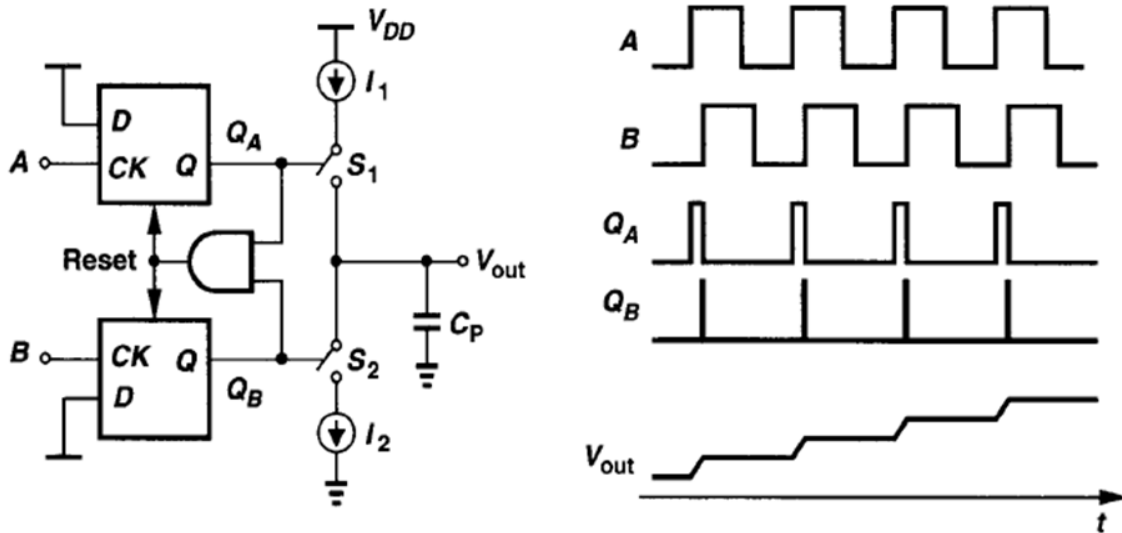 V_DD
I_1
D
Q_A
A
CK Q
S_1
Reset
V_out
C_P
B
CK Q
S_2
D
Q_B
I_2
A
B
Q_A
Q_B
V_out
t